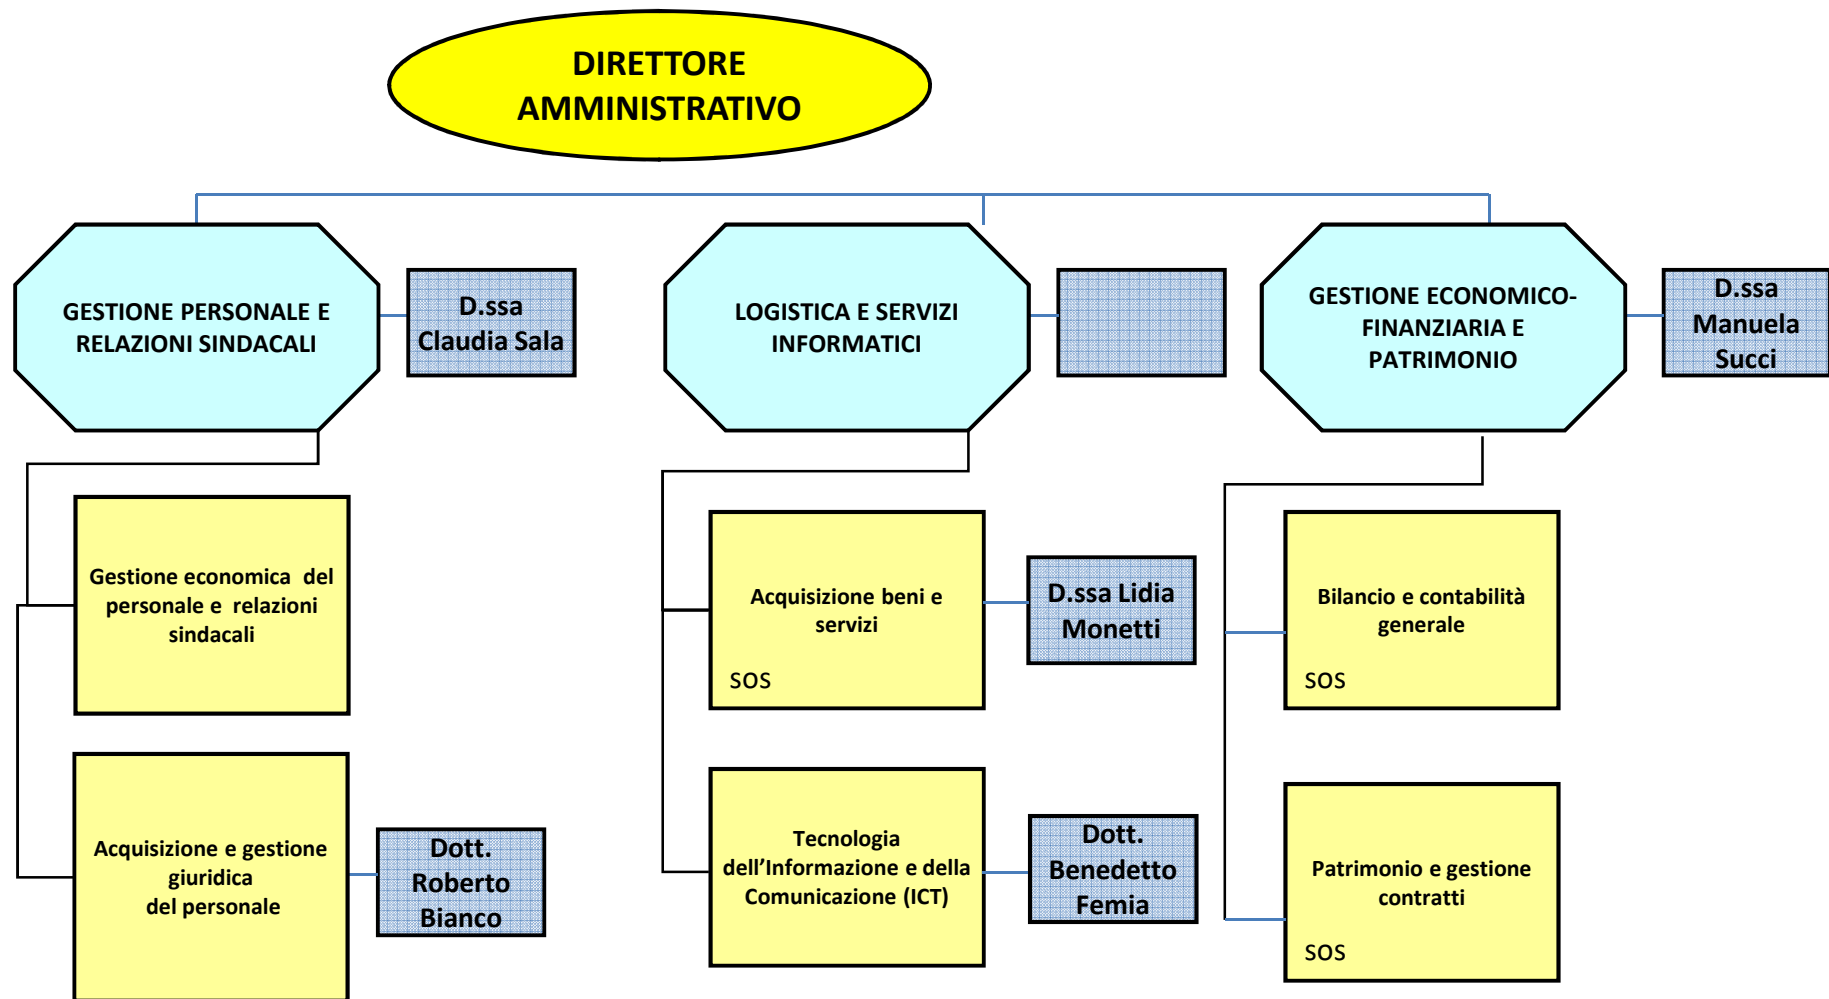 DIRETTORE
AMMINISTRATIVO
GESTIONE PERSONALE E
RELAZIONI SINDACALI
D.ssa
Claudia Sala
LOGISTICA E SERVIZI
INFORMATICI
GESTIONE ECONOMICO-
FINANZIARIA E
PATRIMONIO
D.ssa
Manuela
Succi
Gestione economica del
personale e relazioni
sindacali
Acquisizione beni e
servizi
SOS
D.ssa Lidia
Monetti
Bilancio e contabilità
generale
SOS
Acquisizione e gestione
giuridica
del personale
Dott.
Roberto
Bianco
Tecnologia
dell’Informazione e della
Comunicazione (ICT)
Dott.
Benedetto
Femia
Patrimonio e gestione
contratti
SOS